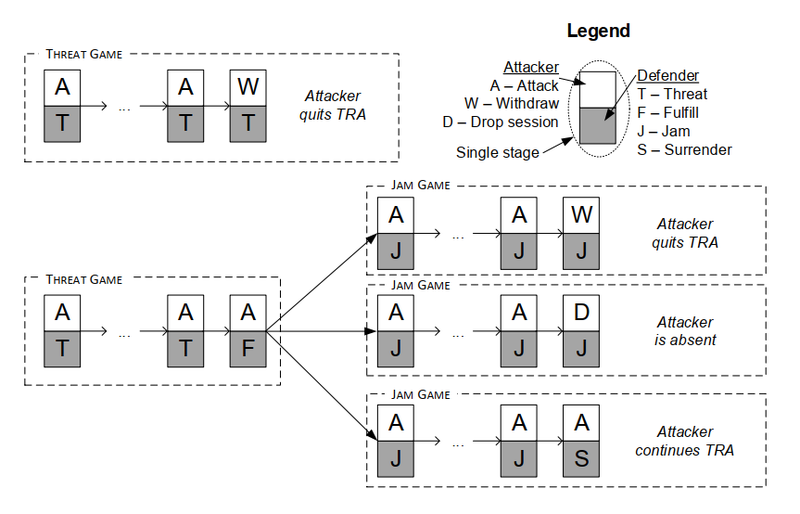 Legend
THREAT GAME
A
A
W
T
...
T
T
Attacker
quits TRA
Attacker
A – Attack
W – Withdraw
D – Drop session
Single stage
Defender
T – Threat
F – Fulfill
J – Jam
S – Surrender
JAM GAME
A
A
W
J
...
J
J
Attacker
quits TRA
THREAT GAME
A
A
A
T
...
T
F
JAM GAME
A
A
D
J
...
J
J
Attacker
is absent
JAM GAME
A
A
A
J
...
J
S
Attacker
continues TRA